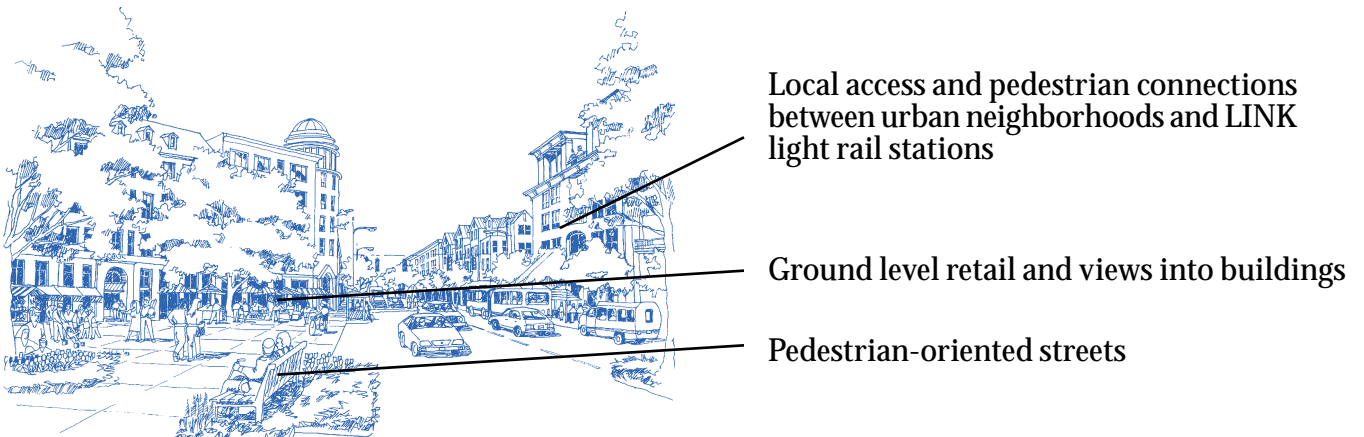 Local access and pedestrian connections
between urban neighborhoods and LINK
light rail stations
Ground level retail and views into buildings
Pedestrian-oriented streets